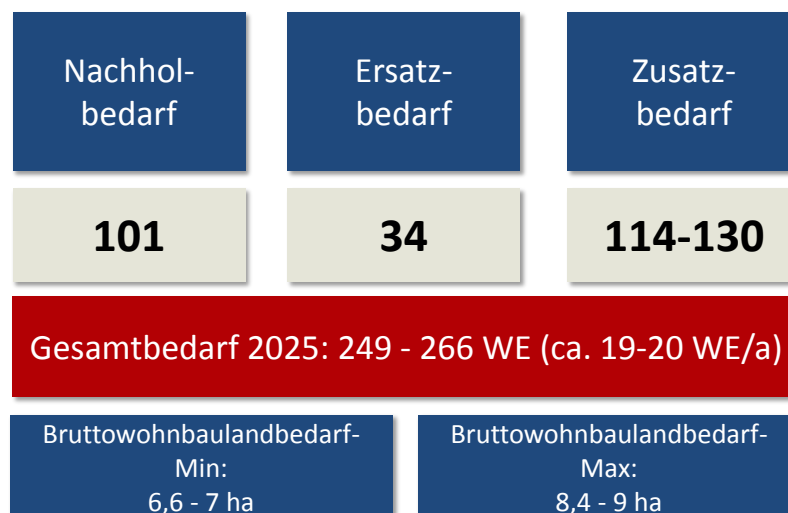 Nachhol-
bedarf
Ersatz-
bedarf
Zusatz-
bedarf
101
34
114-130
Gesamtbedarf 2025: 249 - 266 WE (ca. 19-20 WE/a)
Bruttowohnbaulandbedarf-
Min:
6,6 - 7 ha
Bruttowohnbaulandbedarf-
Max:
8,4 - 9 ha